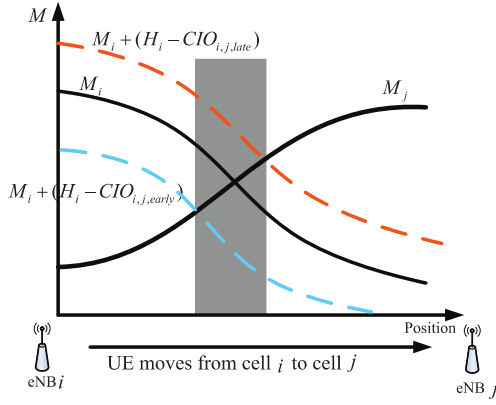 M
M_i + (H_i − CIO_{i,j,late})
M_i
M_j
M_i + (H_i − CIO_{i,j,early})
Position
UE moves from cell i to cell j
eNB i
eNB j